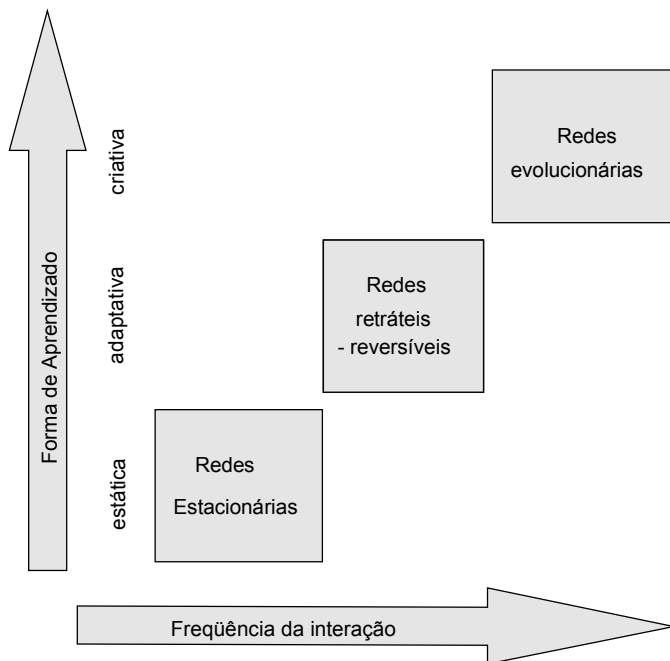 Redes
evolucionárias
criativa
Redes
retráteis
- reversíveis
adaptativa
Forma de Aprendizado
Redes
Estacionárias
estática
Freqüência da interação